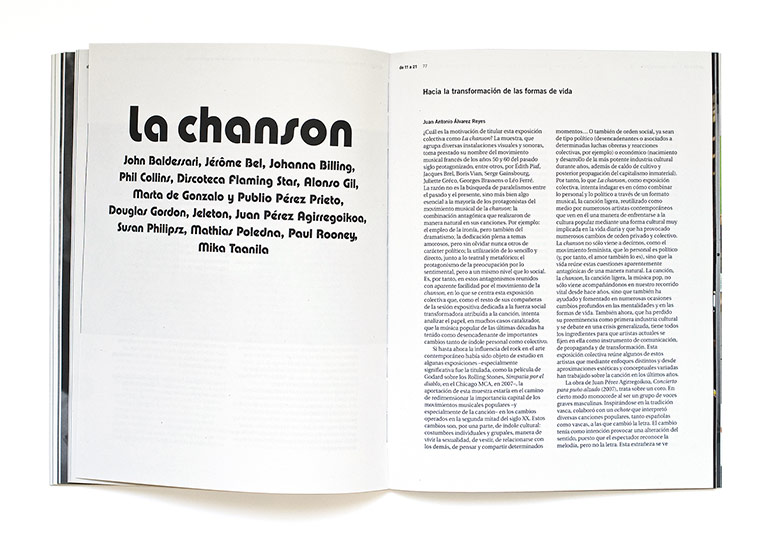 La chanson
John Baldessari, Jérôme Bel, Johanna Billing,
Phil Collins, Discoteca Flaming Star, Alonso Gil,
Marta de Gonzalo y Publio Pérez Prieto,
Douglas Gordon, Jeleton, Juan Pérez Agirregoikoa,
Susan Philipsz, Mathias Poledna, Paul Rooney,
Mika Taanila
de 11 a 21 77
Hacia la transformación de las formas de vida
Juan Antonio Álvarez Reyes
¿Cuál es la motivación de titular esta exposición
colectiva como La chanson? La muestra, que
agrupa diversas instalaciones visuales y sonoras,
toma prestado su nombre del movimiento
musical francés de los años 50 y 60 del pasado
siglo protagonizado, entre otros, por Edith Piaf,
Jacques Brel, Boris Vian, Serge Gainsbourg,
Juliette Gréco, Georges Brassens o Léo Ferré.
La razón no es la búsqueda de paralelismos entre
el pasado y el presente, sino más bien algo
esencial a la mayoría de los protagonistas del
movimiento musical de la chanson: la
combinación antagónica que realizaron de
manera natural en sus canciones. Por ejemplo:
el empleo de la ironía, pero también del
dramatismo; la dedicación plena a temas
amorosos, pero sin olvidar nunca otros de
carácter político; la utilización de lo sencillo y
directo, junto a lo teatral y metafórico; el
protagonismo de la preocupación por lo
sentimental, pero a un mismo nivel que lo social.
Es, por tanto, en estos antagonismos reunidos
con aparente facilidad por el movimiento de la
chanson, en lo que se centra esta exposición
colectiva que, como el resto de sus compañeras
de la sesión expositiva dedicada a la fuerza social
transformadora atribuida a la canción, intenta
analizar el papel, en muchos casos catalizador,
que la música popular de las últimas décadas ha
tenido como desencadenante de importantes
cambios tanto de índole personal como colectivo.
Si hasta ahora la influencia del rock en el arte
contemporáneo había sido objeto de estudio en
algunas exposiciones –especialmente
significativa fue la titulada, como la película de
Godard sobre los Rolling Stones, Simpatía por el
diablo, en el Chicago MCA, en 2007–, la
aportación de esta muestra estaría en el camino
de redimensionar la importancia capital de los
movimientos musicales populares –y
especialmente de la canción– en los cambios
operados en la segunda mitad del siglo XX. Estos
cambios son, por una parte, de índole cultural:
costumbres individuales y grupales, manera de
vivir la sexualidad, de vestir, de relacionarse con
los demás, de pensar y compartir determinados
momentos... O también de orden social, ya sean
de tipo político (desencadenantes o asociados a
determinadas luchas obreras y reacciones
colectivas, por ejemplo) o económico (nacimiento
y desarrollo de la más potente industria cultural
durante años, además de caldo de cultivo y
posterior propagación del capitalismo inmaterial).
Por tanto, lo que La chanson, como exposición
colectiva, intenta indagar es en cómo combinar
lo personal y lo político a través de un formato
musical, la canción ligera, reutilizado como
medio por numerosos artistas contemporáneos
que ven en él una manera de enfrentarse a la
cultura popular mediante una forma cultural muy
implicada en la vida diaria y que ha provocado
numerosos cambios de orden privado y colectivo.
La chanson no sólo viene a decirnos, como el
movimiento feminista, que lo personal es político
(y, por tanto, el amor también lo es), sino que la
vida reúne estas cuestiones aparentemente
antagónicas de una manera natural. La canción,
la chanson, la canción ligera, la música pop, no
sólo viene acompañándonos en nuestro recorrido
vital desde hace años, sino que también ha
ayudado y fomentado en numerosas ocasiones
cambios profundos en las mentalidades y en las
formas de vida. También ahora, que ha perdido
su preeminencia como primera industria cultural
y se debate en una crisis generalizada, tiene todos
los ingredientes para que artistas actuales se
fijen en ella como instrumento de comunicación,
de propaganda y de transformación. Esta
exposición colectiva reúne algunos de estos
artistas que mediante enfoques distintos y desde
aproximaciones estéticas y conceptuales variadas
han trabajado sobre la canción en los últimos años.
La obra de Juan Pérez Agirregoikoa, Concierto
para puño alzado (2007), trata sobre un coro. En
cierto modo monocorde al ser un grupo de voces
graves masculinas. Inspirándose en la tradición
vasca, colaboró con un ochote que interpretó
diversas canciones populares, tanto españolas
como vascas, a las que cambió la letra. El cambio
tenía como intención provocar una alteración del
sentido, puesto que el espectador reconoce la
melodía, pero no la letra. Esta extrañeza se ve